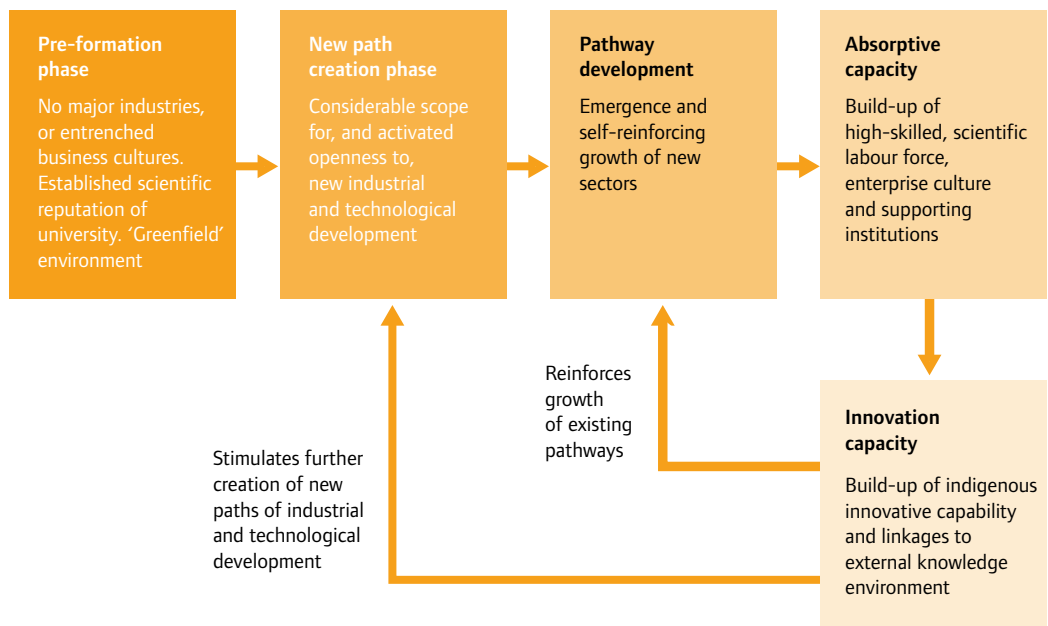 Pre-formation
phase
No major industries,
or entrenched
business cultures.
Established scientific
reputation of
university. ‘Greenfield’
environment
New path
creation phase
Considerable scope
for, and activated
openness to,
new industrial
and technological
development
Pathway
development
Emergence and
self-reinforcing
growth of new
sectors
Absorptive
capacity
Build-up of
high-skilled, scientific
labour force,
enterprise culture
and supporting
institutions
Reinforces
growth
of existing
pathways
Stimulates further
creation of new
paths of industrial
and technological
development
Innovation
capacity
Build-up of indigenous
innovative capability
and linkages to
external knowledge
environment